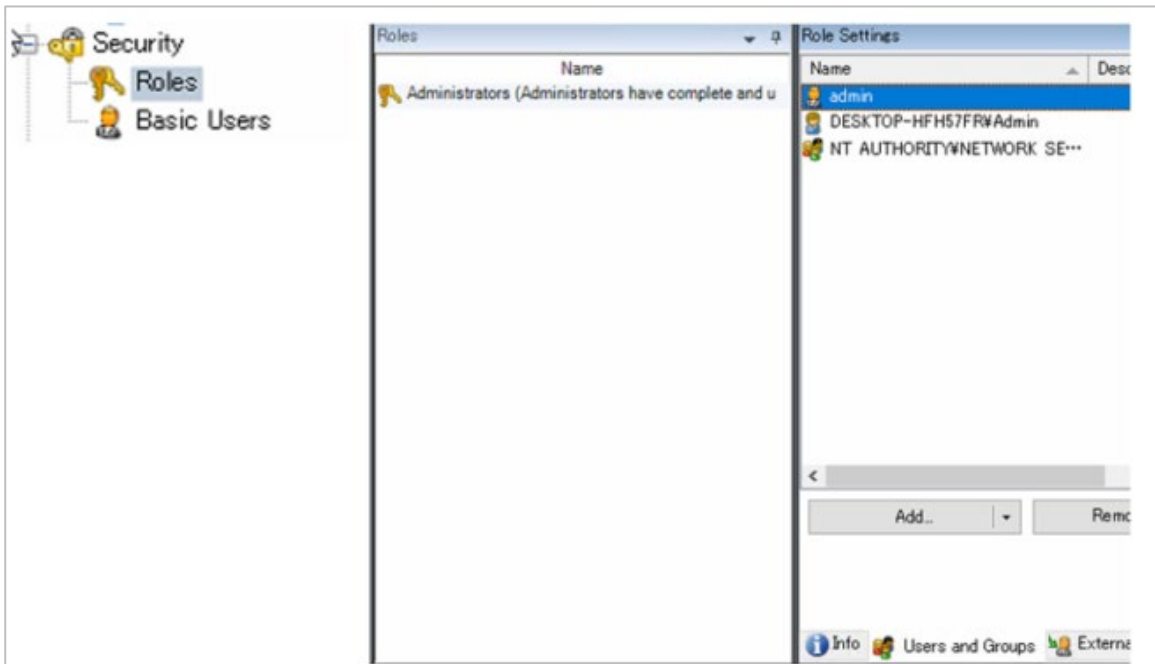 Security
Roles
Basic Users
Roles
Name
Administrators (Administrators have complete and u
Role Settings
Name Desc
admin
DESKTOP-HFH57FR¥Admin
NT AUTHORITY¥NETWORK SE…
Add... Remo
Info Users and Groups Externa